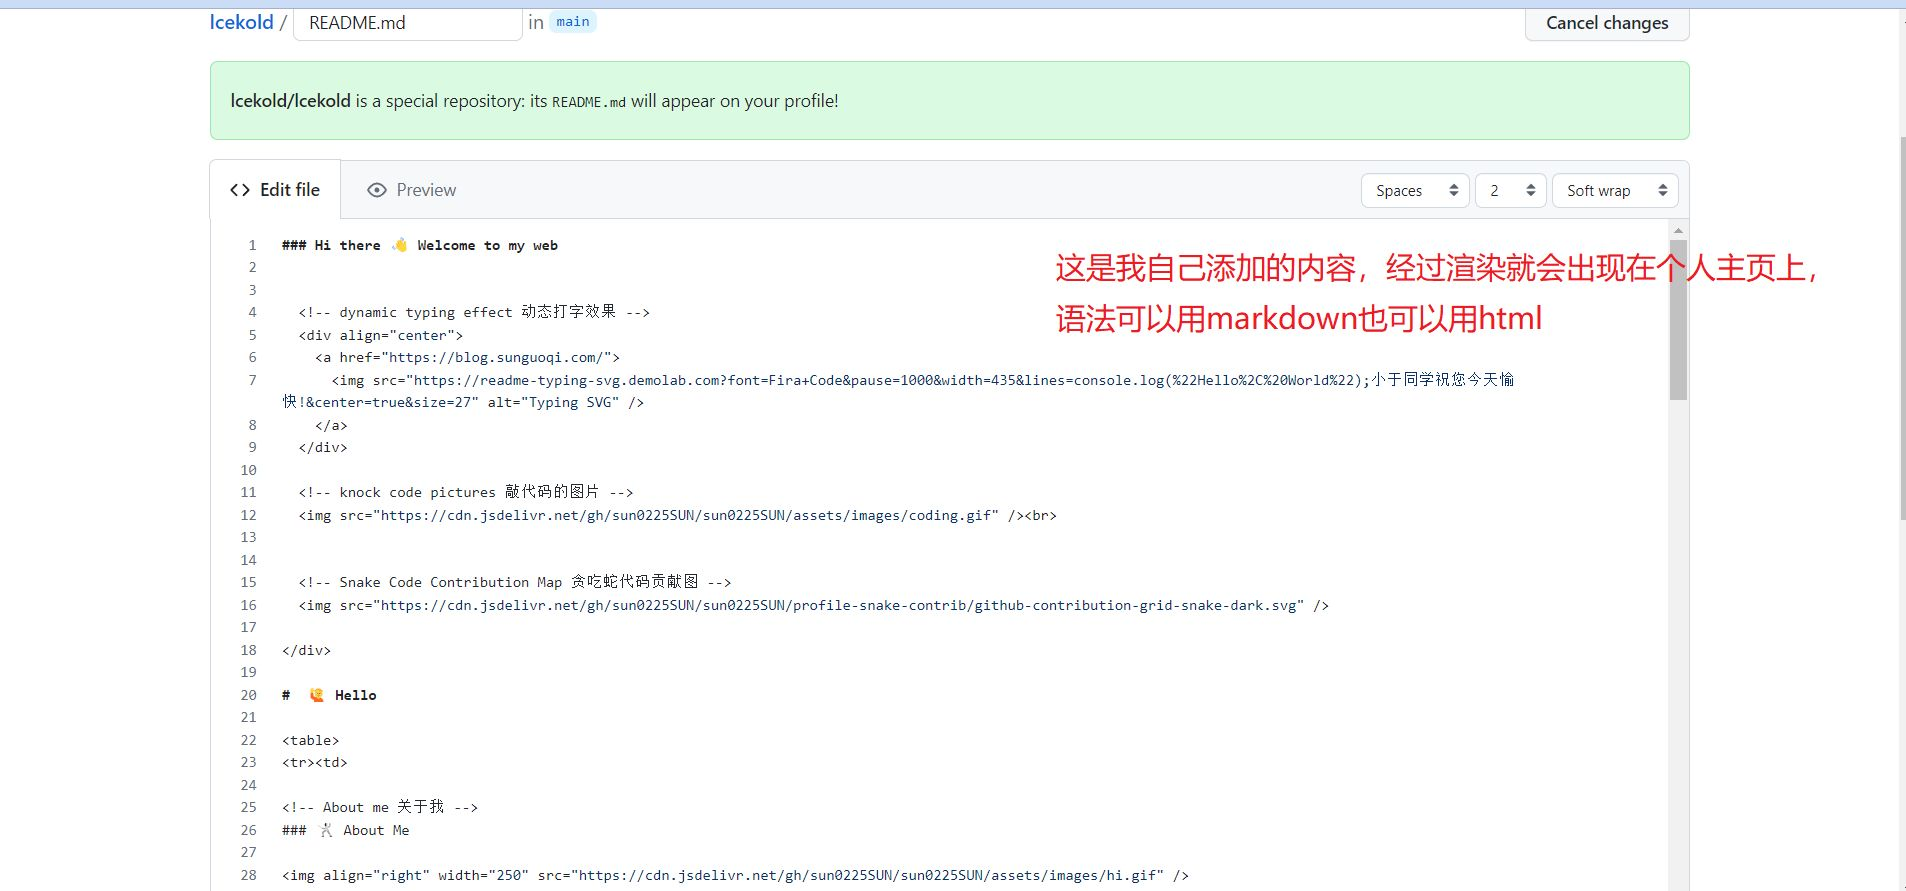 lcekold / README.md in main Cancel changes
lcekold/lcekold is a special repository: its README.md will appear on your profile!
Edit file Preview Spaces 2 Soft wrap
1 ### Hi there 👋 Welcome to my web
2
3
这是我自己添加的内容，经过渲染就会出现在个人主页上，
语法可以用markdown也可以用html
4 <!-- dynamic typing effect 动态打字效果 -->
5 <div align="center">
6 <a href="https://blog.sunguoqi.com/">
7 <img src="https://readme-typing-svg.demolab.com?font=Fira+Code&pause=1000&width=435&lines=console.log(%22Hello%2C%20World%22);小于同学祝您今天愉
快!&center=true&size=27" alt="Typing SVG" />
8 </a>
9 </div>
10
11 <!-- knock code pictures 敲代码的图片 -->
12 <img src="https://cdn.jsdelivr.net/gh/sun0225SUN/sun0225SUN/assets/images/coding.gif" /><br>
13
14
15 <!-- Snake Code Contribution Map 贪吃蛇代码贡献图 -->
16 <img src="https://cdn.jsdelivr.net/gh/sun0225SUN/sun0225SUN/profile-snake-contrib/github-contribution-grid-snake-dark.svg" />
17
18 </div>
19
20 # 🙋 Hello
21
22 <table>
23 <tr><td>
24
25 <!-- About me 关于我 -->
26 ### 🤺 About Me
27
28 <img align="right" width="250" src="https://cdn.jsdelivr.net/gh/sun0225SUN/sun0225SUN/assets/images/hi.gif" />